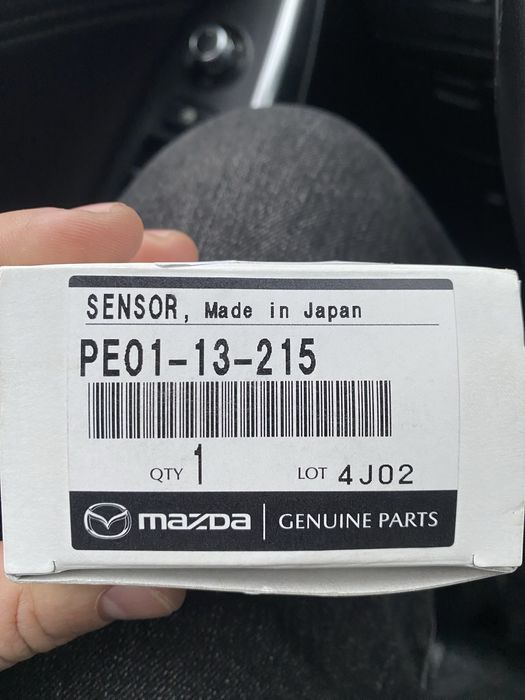 SENSOR, Made in Japan
PE01-13-215
QTY 1 LOT 4J02
mazda GENUINE PARTS